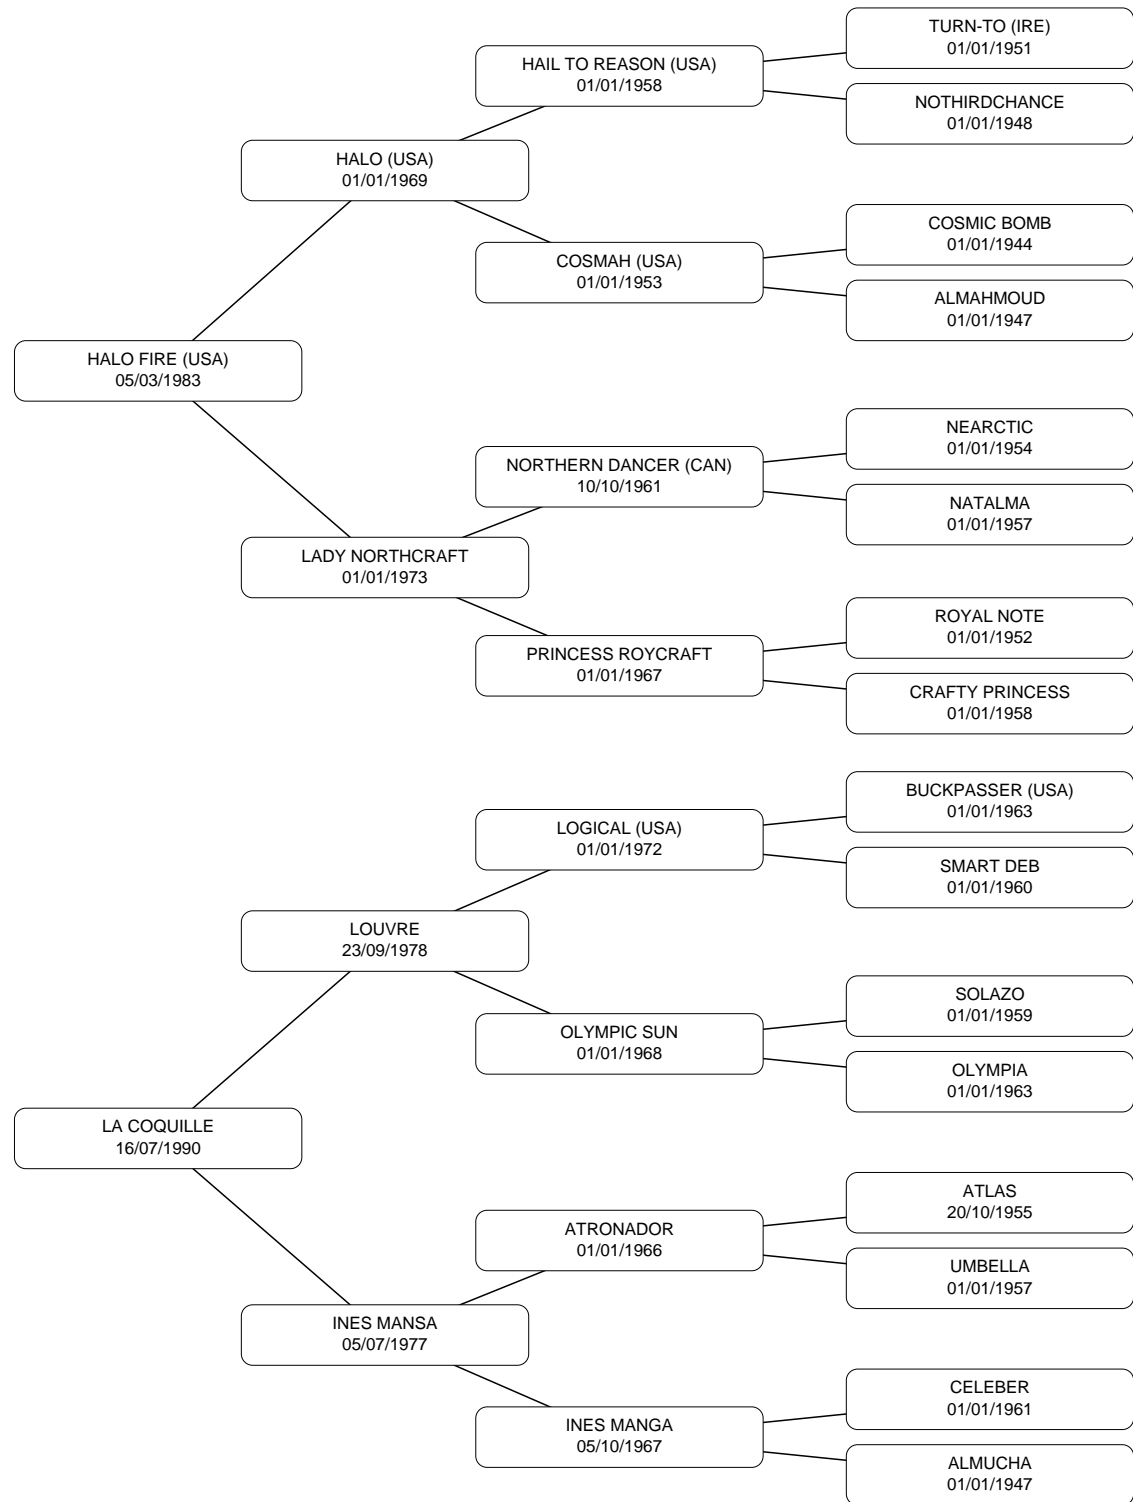 TURN-TO (IRE)
01/01/1951
HAIL TO REASON (USA)
01/01/1958
NOTHIRDCHANCE
01/01/1948
HALO (USA)
01/01/1969
COSMIC BOMB
01/01/1944
COSMAH (USA)
01/01/1953
ALMAHMOUD
01/01/1947
HALO FIRE (USA)
05/03/1983
NEARCTIC
01/01/1954
NORTHERN DANCER (CAN)
10/10/1961
NATALMA
01/01/1957
LADY NORTHCRAFT
01/01/1973
ROYAL NOTE
01/01/1952
PRINCESS ROYCRAFT
01/01/1967
CRAFTY PRINCESS
01/01/1958
BUCKPASSER (USA)
01/01/1963
LOGICAL (USA)
01/01/1972
SMART DEB
01/01/1960
LOUVRE
23/09/1978
SOLAZO
01/01/1959
OLYMPIC SUN
01/01/1968
OLYMPIA
01/01/1963
LA COQUILLE
16/07/1990
ATLAS
20/10/1955
ATRONADOR
01/01/1966
UMBELLA
01/01/1957
INES MANSA
05/07/1977
CELEBER
01/01/1961
INES MANGA
05/10/1967
ALMUCHA
01/01/1947